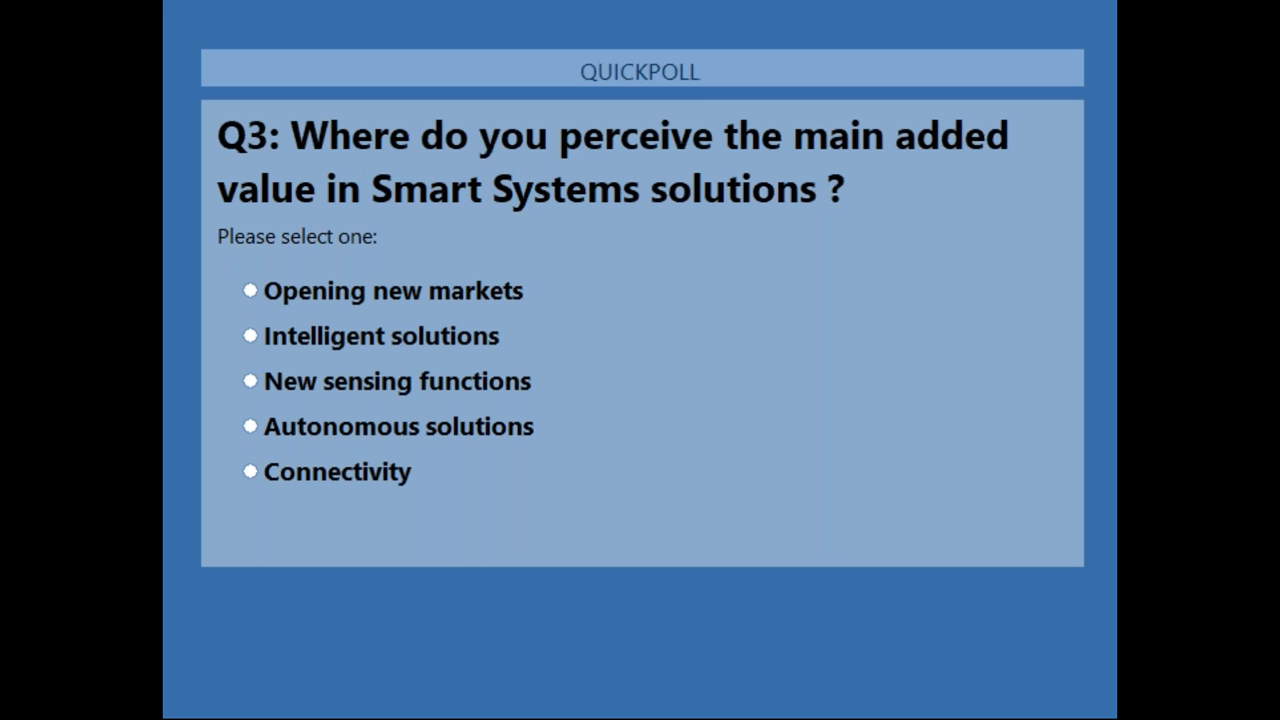 QUICKPOLL
Q3: Where do you perceive the main added
value in Smart Systems solutions ?
Please select one:
Opening new markets
Intelligent solutions
New sensing functions
Autonomous solutions
Connectivity